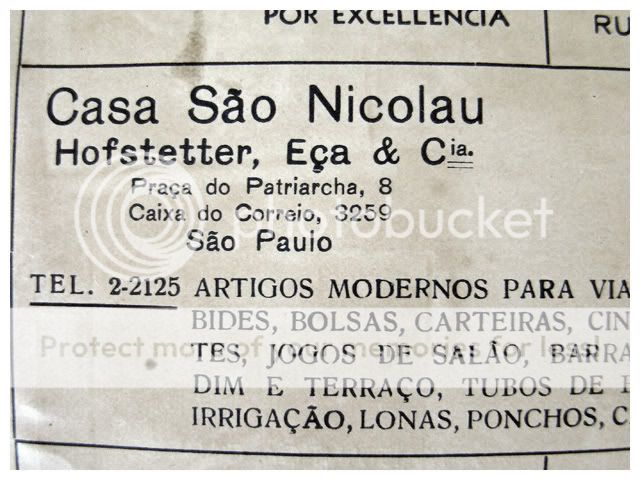 POR EXCELLENCIA
RU
Casa São Nicolau
Hofstetter, Eça & Cia.
Praça do Patriarcha, 8
Caixa do Correio, 3259
São Pauio
TEL. 2-2125 ARTIGOS MODERNOS PARA VIA
BIDES, BOLSAS, CARTEIRAS, CIN
TES, JOGOS DE SALÃO, BARRA
DIM E TERRAÇO, TUBOS DE
IRRIGAÇÃO, LONAS, PONCHOS, C
photobucket
Protect more of your memories for less!